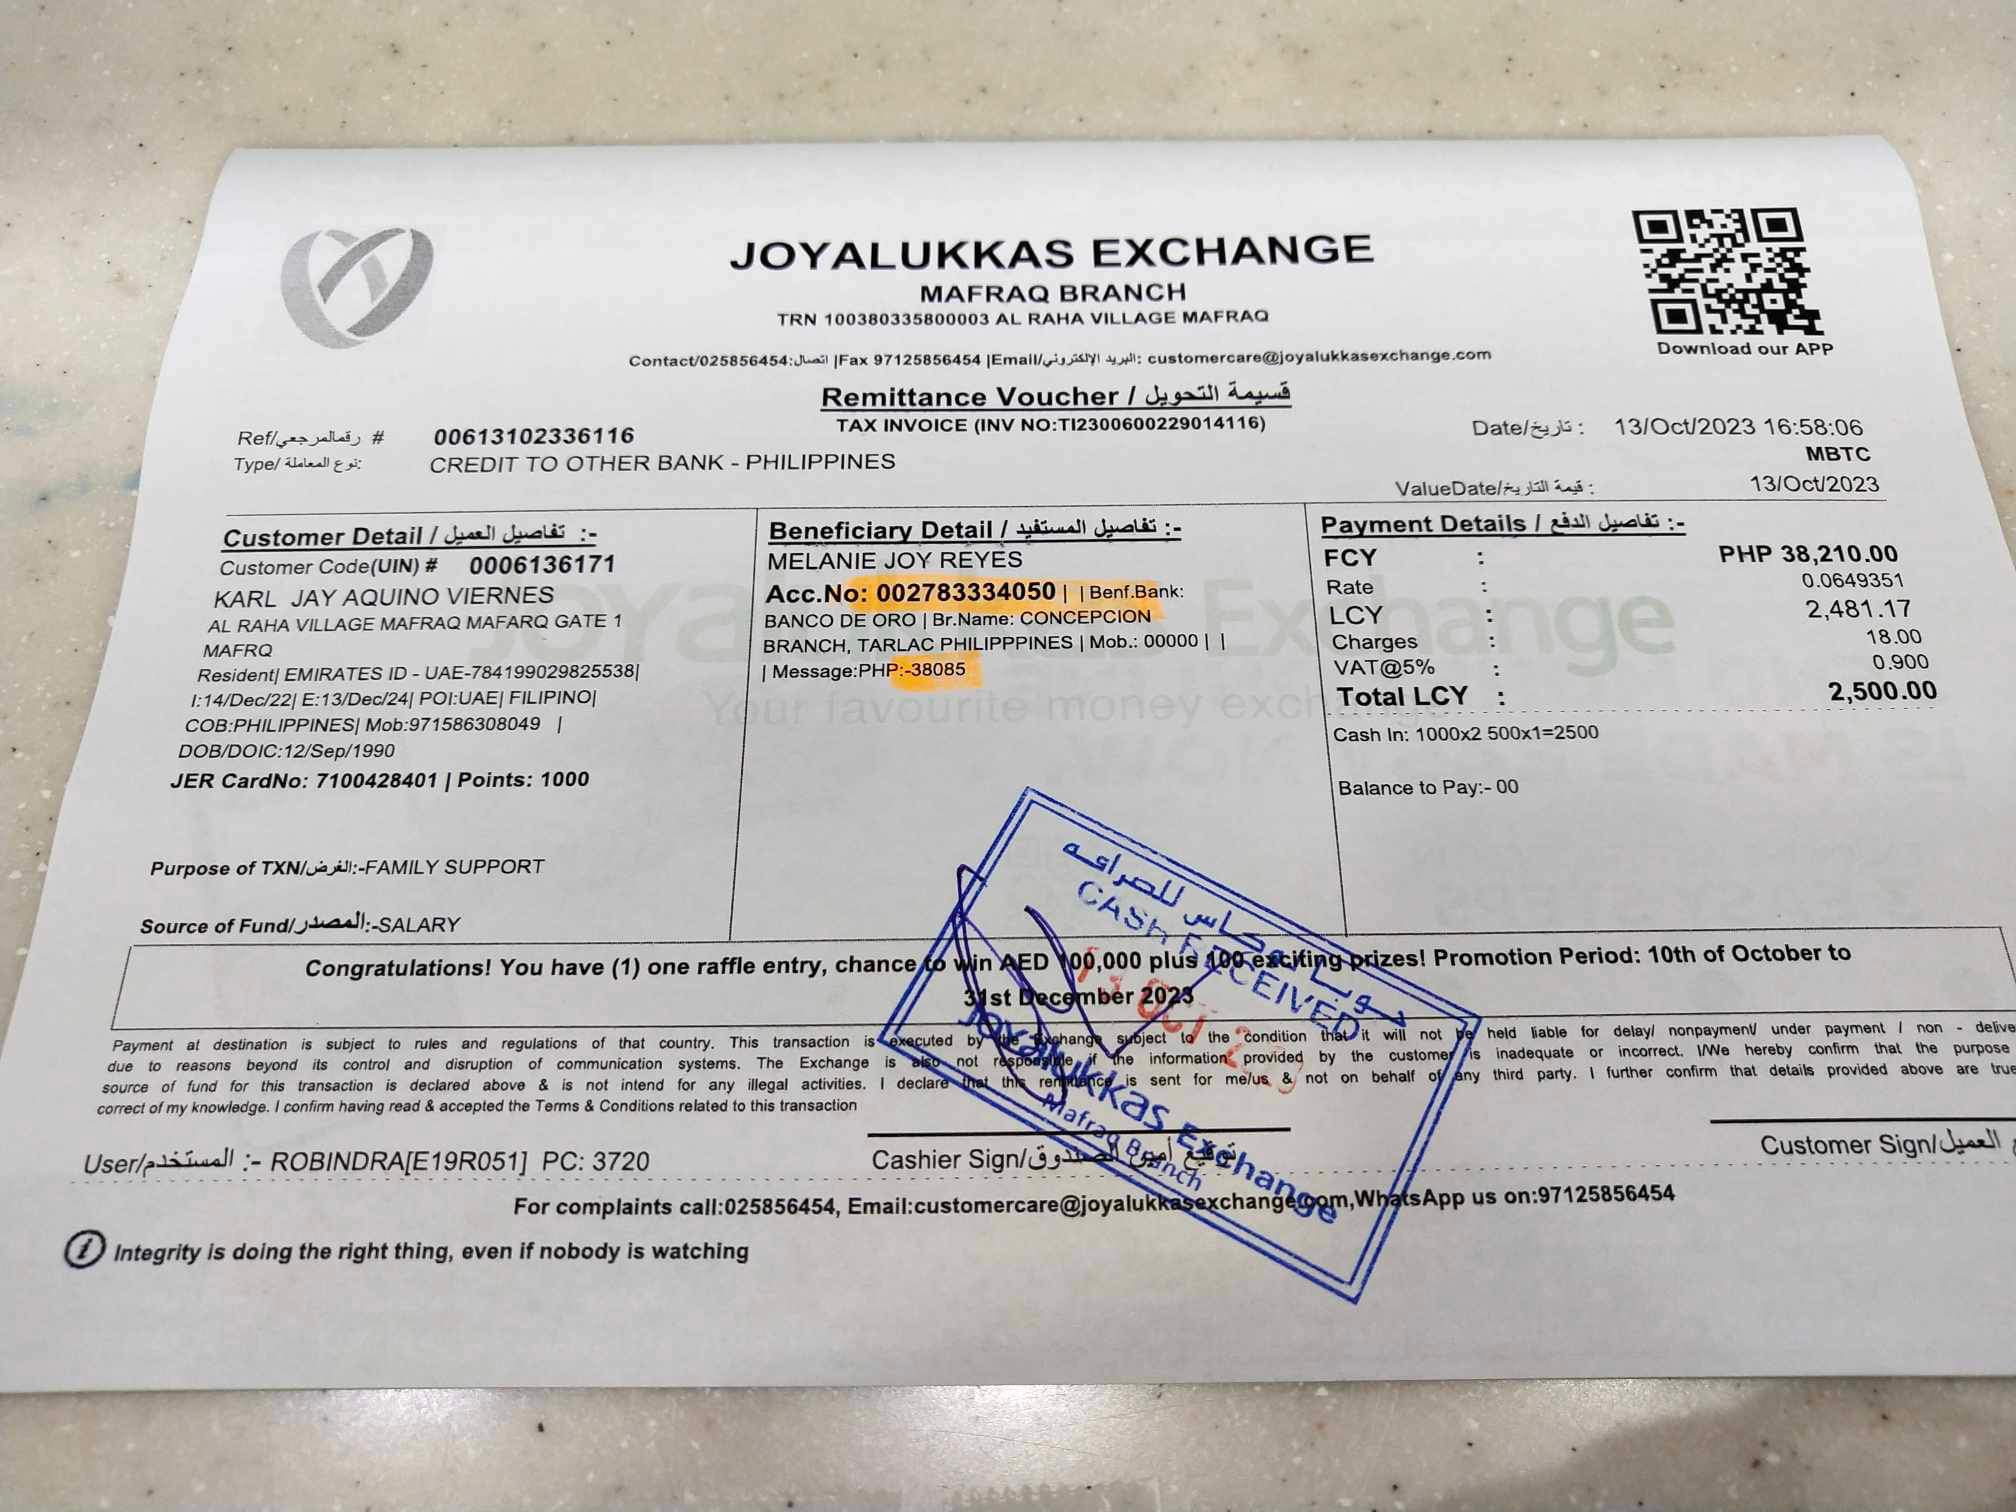 JOYALUKKAS EXCHANGE
MAFRAQ BRANCH
TRN 100380335800003 AL RAHA VILLAGE MAFRAQ
Download our APP
Contact/025856454:اتصال |Fax 97125856454 |Email/البريد الإلكتروني: customercare@joyalukkasexchange.com
Remittance Voucher / قسيمة التحويل
TAX INVOICE (INV NO:TI2300600229014116)
Ref/رقمالمرجعي # 00613102336116
Date/تاريخ : 13/Oct/2023 16:58:06
Type/ نوع المعاملة: CREDIT TO OTHER BANK - PHILIPPINES
MBTC
ValueDate/قيمة التاريخ : 13/Oct/2023
Customer Detail / تفاصيل العميل :-
Customer Code(UIN) # 0006136171
KARL JAY AQUINO VIERNES
AL RAHA VILLAGE MAFRAQ MAFARQ GATE 1
MAFRQ
Resident| EMIRATES ID - UAE-784199029825538|
I:14/Dec/22| E:13/Dec/24| POI:UAE| FILIPINO|
COB:PHILIPPINES| Mob:971586308049 |
DOB/DOIC:12/Sep/1990
JER CardNo: 7100428401 | Points: 1000
Purpose of TXN/الغرض:-FAMILY SUPPORT
Source of Fund/المصدر:-SALARY
Beneficiary Detail / تفاصيل المستفيد :-
MELANIE JOY REYES
Acc.No: 002783334050 | | Benf.Bank:
BANCO DE ORO | Br.Name: CONCEPCION
BRANCH, TARLAC PHILIPPPINES | Mob.: 00000 | |
| Message:PHP:-38085
Payment Details / تفاصيل الدفع :-
FCY : PHP 38,210.00
Rate : 0.0649351
LCY : 2,481.17
Charges : 18.00
VAT@5% : 0.900
Total LCY : 2,500.00
Cash In: 1000x2 500x1=2500
Balance to Pay:- 00
Exchange
Your favourite money exch
CASH RECEIVED
Joyalukkas Exchange
Mafraq Branch
Congratulations! You have (1) one raffle entry, chance to win AED 100,000 plus 100 exciting prizes! Promotion Period: 10th of October to
31st December 2023
Payment at destination is subject to rules and regulations of that country. This transaction is executed by the Exchange subject to the condition that it will not be held liable for delay/ nonpayment/ under payment / non - delive
due to reasons beyond its control and disruption of communication systems. The Exchange is also not responsible if the information provided by the customer is inadequate or incorrect. I/We hereby confirm that the purpose
source of fund for this transaction is declared above & is not intend for any illegal activities. I declare that this remittance is sent for me/us & not on behalf of any third party. I further confirm that details provided above are true
correct of my knowledge. I confirm having read & accepted the Terms & Conditions related to this transaction
User/المستخدم :- ROBINDRA[E19R051] PC: 3720
Cashier Sign/توقيع أمين الصندوق
Customer Sign/العميل
For complaints call:025856454, Email:customercare@joyalukkasexchange.com,WhatsApp us on:97125856454
Integrity is doing the right thing, even if nobody is watching